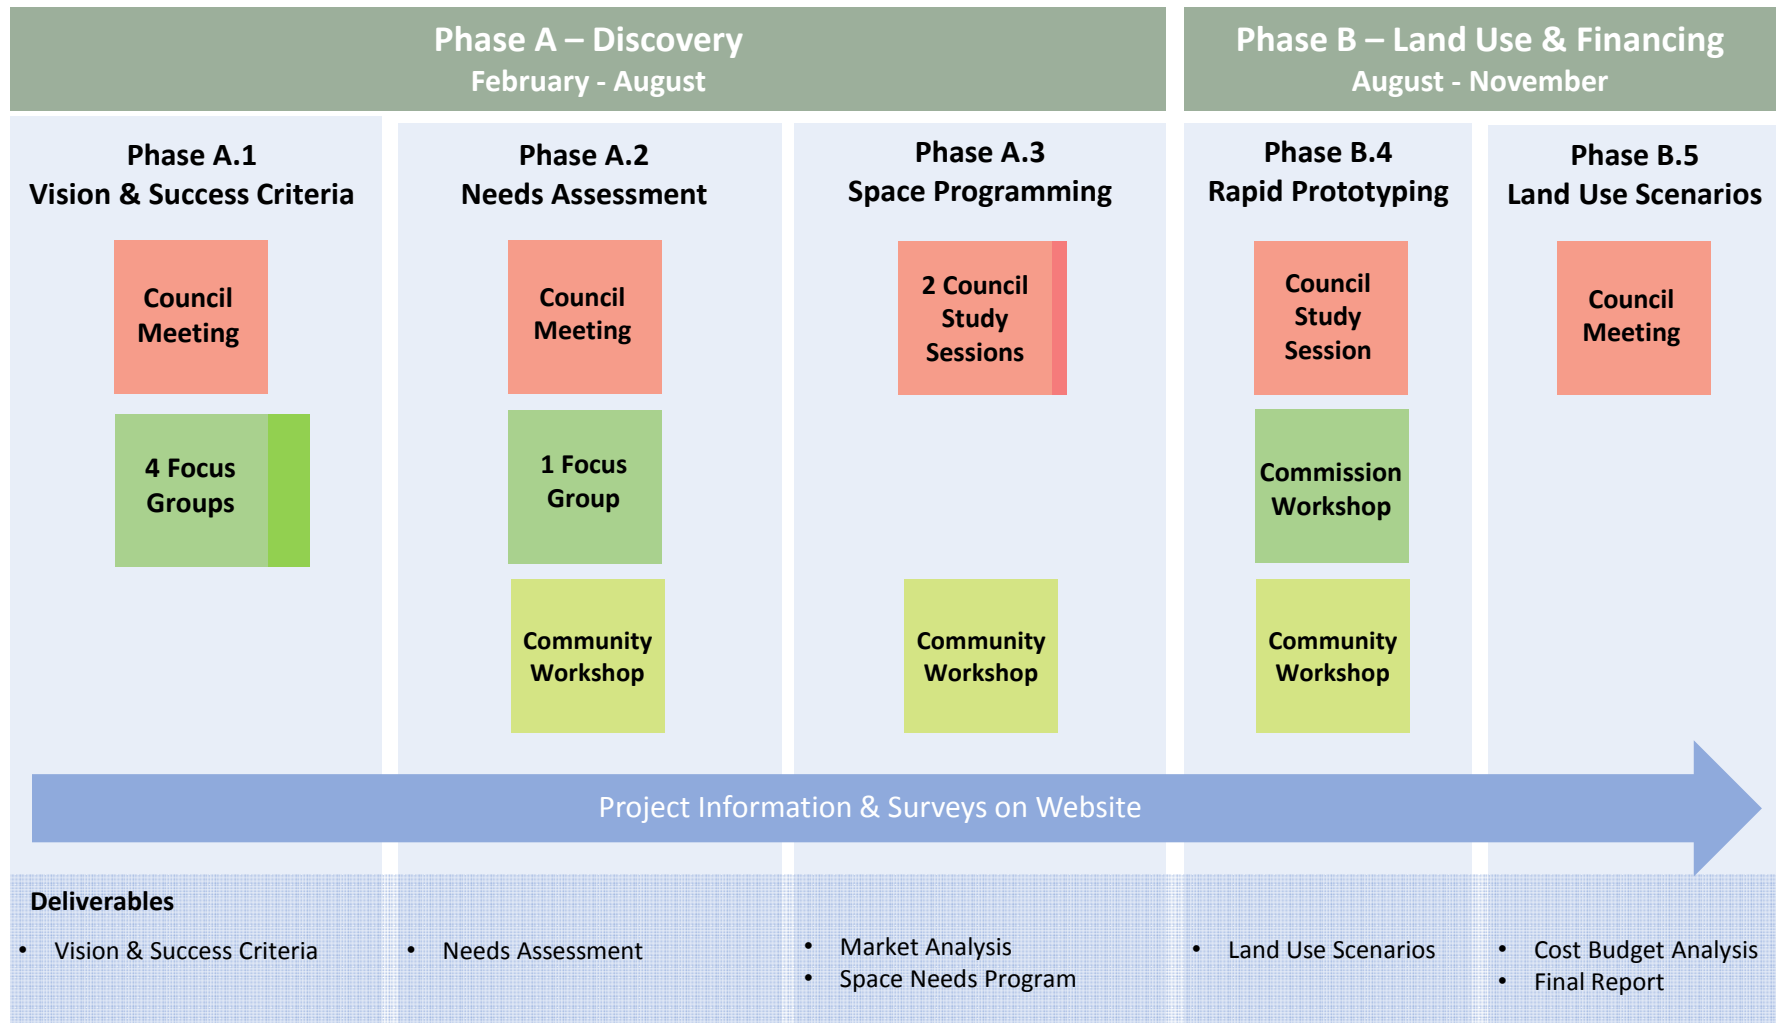 Phase A – Discovery
February - August
Phase B – Land Use & Financing
August - November
Phase A.1
Vision & Success Criteria
Phase A.2
Needs Assessment
Phase A.3
Space Programming
Phase B.4
Rapid Prototyping
Phase B.5
Land Use Scenarios
Council
Meeting
Council
Meeting
2 Council
Study
Sessions
Council
Study
Session
Council
Meeting
4 Focus
Groups
1 Focus
Group
Commission
Workshop
Community
Workshop
Community
Workshop
Community
Workshop
Project Information & Surveys on Website
Deliverables
• Vision & Success Criteria
• Needs Assessment
• Market Analysis
• Space Needs Program
• Land Use Scenarios
• Cost Budget Analysis
• Final Report